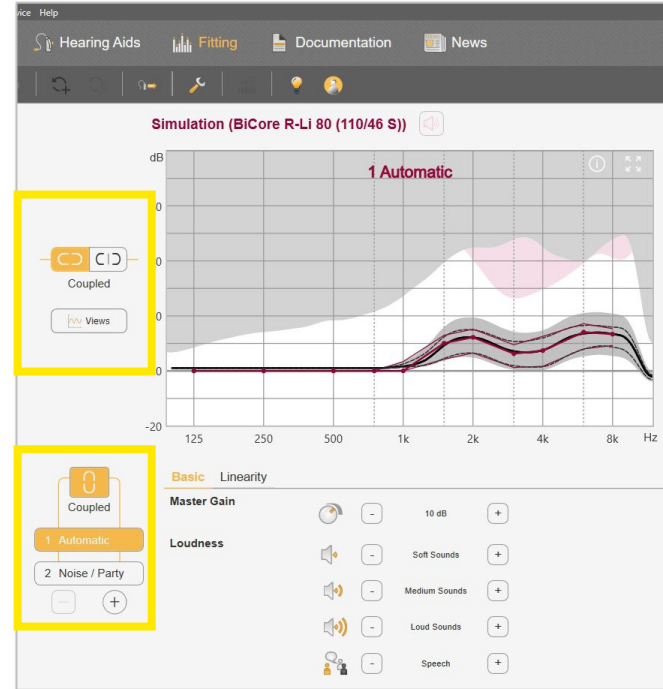 vice Help
Hearing Aids Fitting Documentation News
Simulation (BiCore R-Li 80 (110/46 S))
dB
1 Automatic
0
0
Coupled
0
Views
0
-20
125 250 500 1k 2k 4k 8k Hz
Basic Linearity
Coupled
Master Gain
- 10 dB +
1 Automatic
Loudness
- Soft Sounds +
2 Noise / Party
- Medium Sounds +
- Loud Sounds +
- Speech +